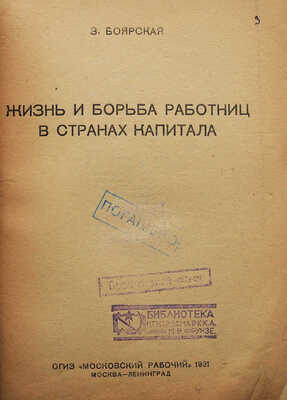 З. БОЯРСКАЯ
ЖИЗНЬ И БОРЬБА РАБОТНИЦ
В СТРАНАХ КАПИТАЛА
БИБЛИОТЕКА
ОГИЗ «МОСКОВСКИЙ РАБОЧИЙ» 1931
МОСКВА—ЛЕНИНГРАД